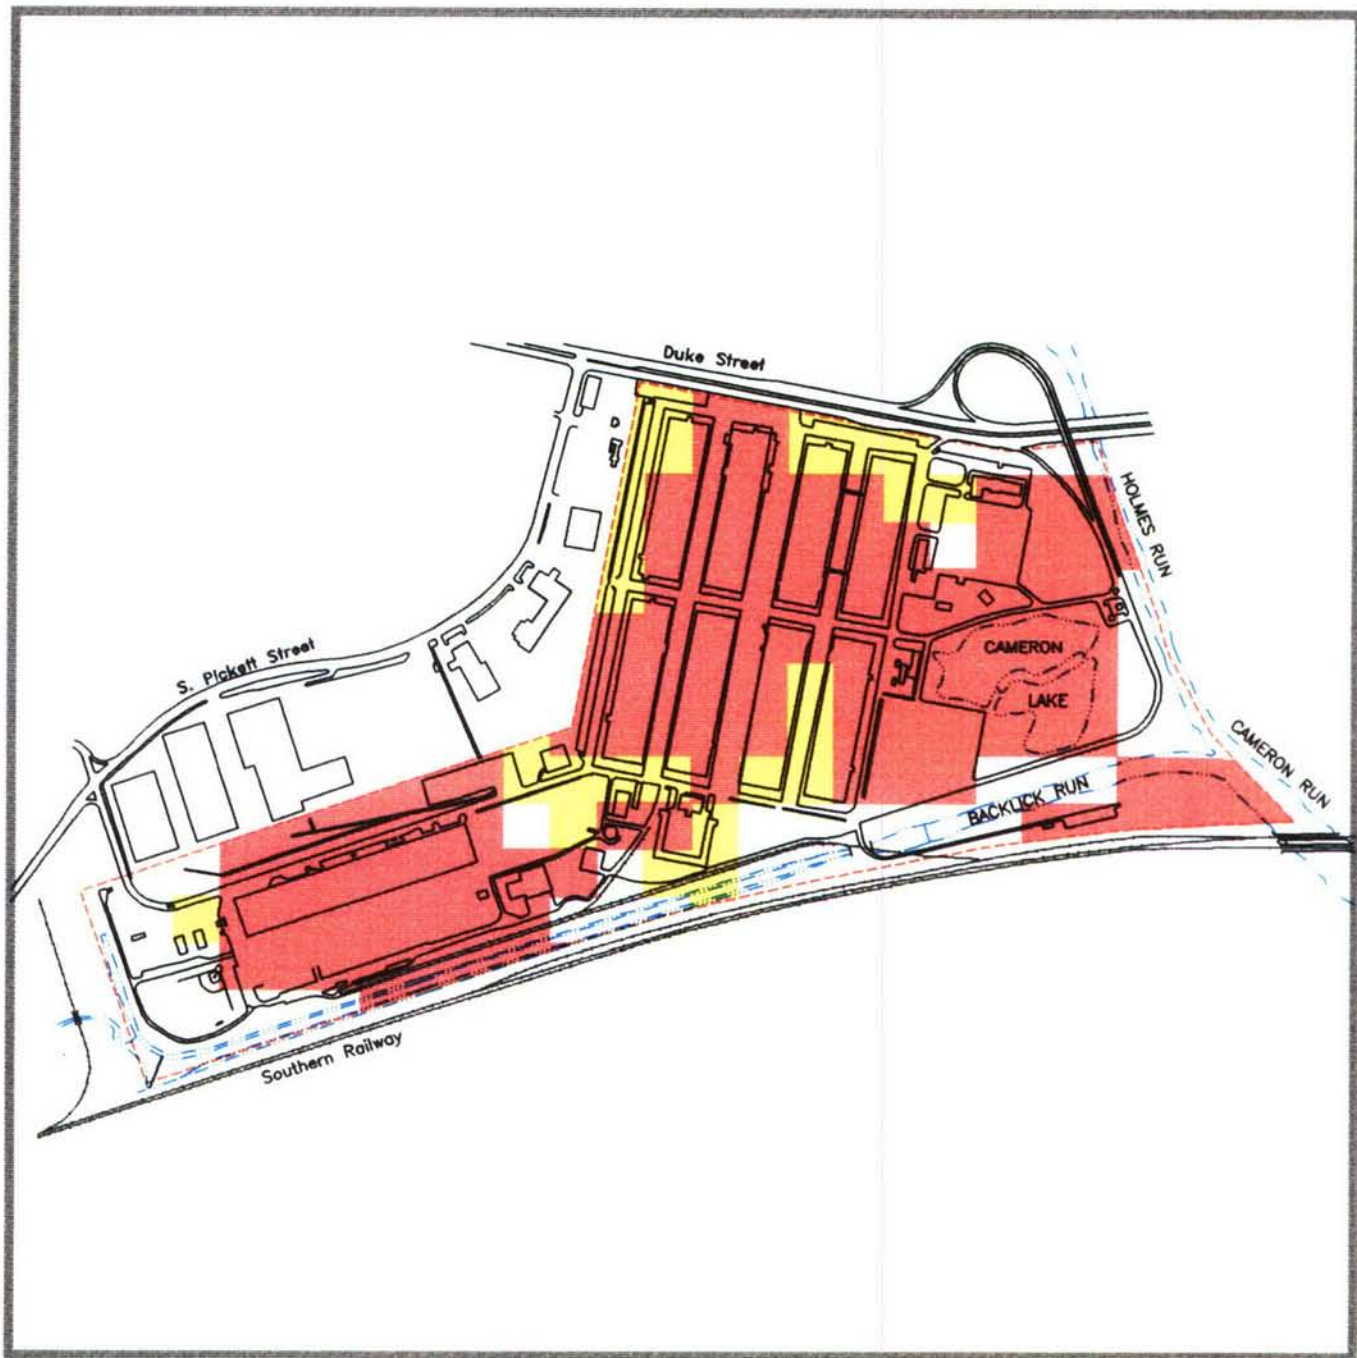 Duke Street
HOLMES RUN
S. Pickett Street
CAMERON
LAKE
CAMERON RUN
BACKLICK RUN
Southern Railway